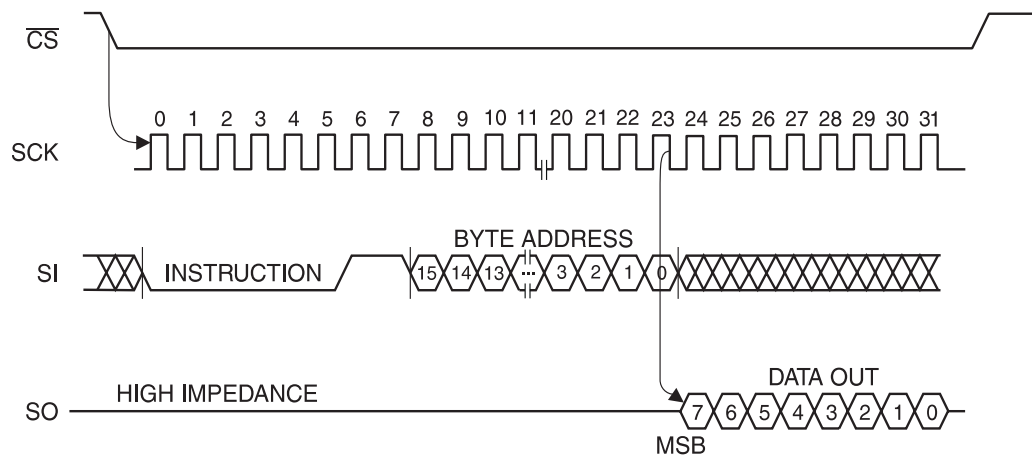 CS
0 1 2 3 4 5 6 7 8 9 10 11 20 21 22 23 24 25 26 27 28 29 30 31
SCK
BYTE ADDRESS
SI INSTRUCTION 15 14 13 ... 3 2 1 0
HIGH IMPEDANCE DATA OUT
SO 7 6 5 4 3 2 1 0
MSB